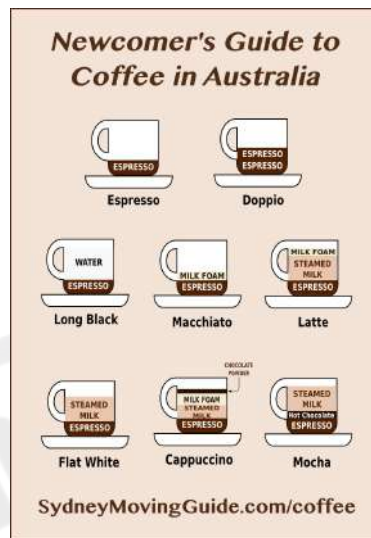 Newcomer's Guide to
Coffee in Australia
ESPRESSO
Espresso
ESPRESSO
ESPRESSO
Doppio
WATER
ESPRESSO
Long Black
MILK FOAM
ESPRESSO
Macchiato
MILK FOAM
STEAMED
MILK
ESPRESSO
Latte
STEAMED
MILK
ESPRESSO
Flat White
CHOCOLATE
POWDER
MILK FOAM
STEAMED
MILK
ESPRESSO
Cappuccino
STEAMED
MILK
Hot Chocolate
ESPRESSO
Mocha
SydneyMovingGuide.com/coffee